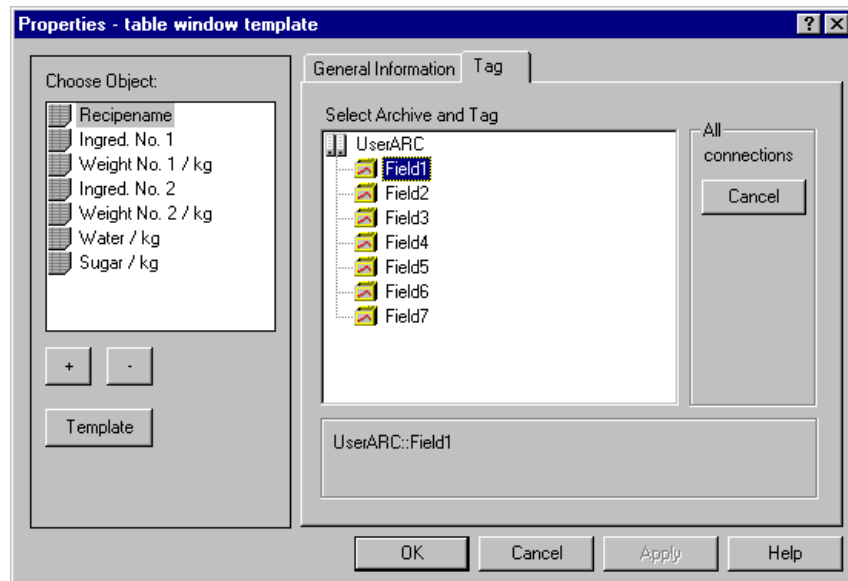 Properties - table window template
Choose Object:
Recipename
Ingred. No. 1
Weight No. 1 / kg
Ingred. No. 2
Weight No. 2 / kg
Water / kg
Sugar / kg
+ -
Template
General Information Tag
Select Archive and Tag
UserARC
Field1
Field2
Field3
Field4
Field5
Field6
Field7
All
connections
Cancel
UserARC::Field1
OK Cancel Apply Help